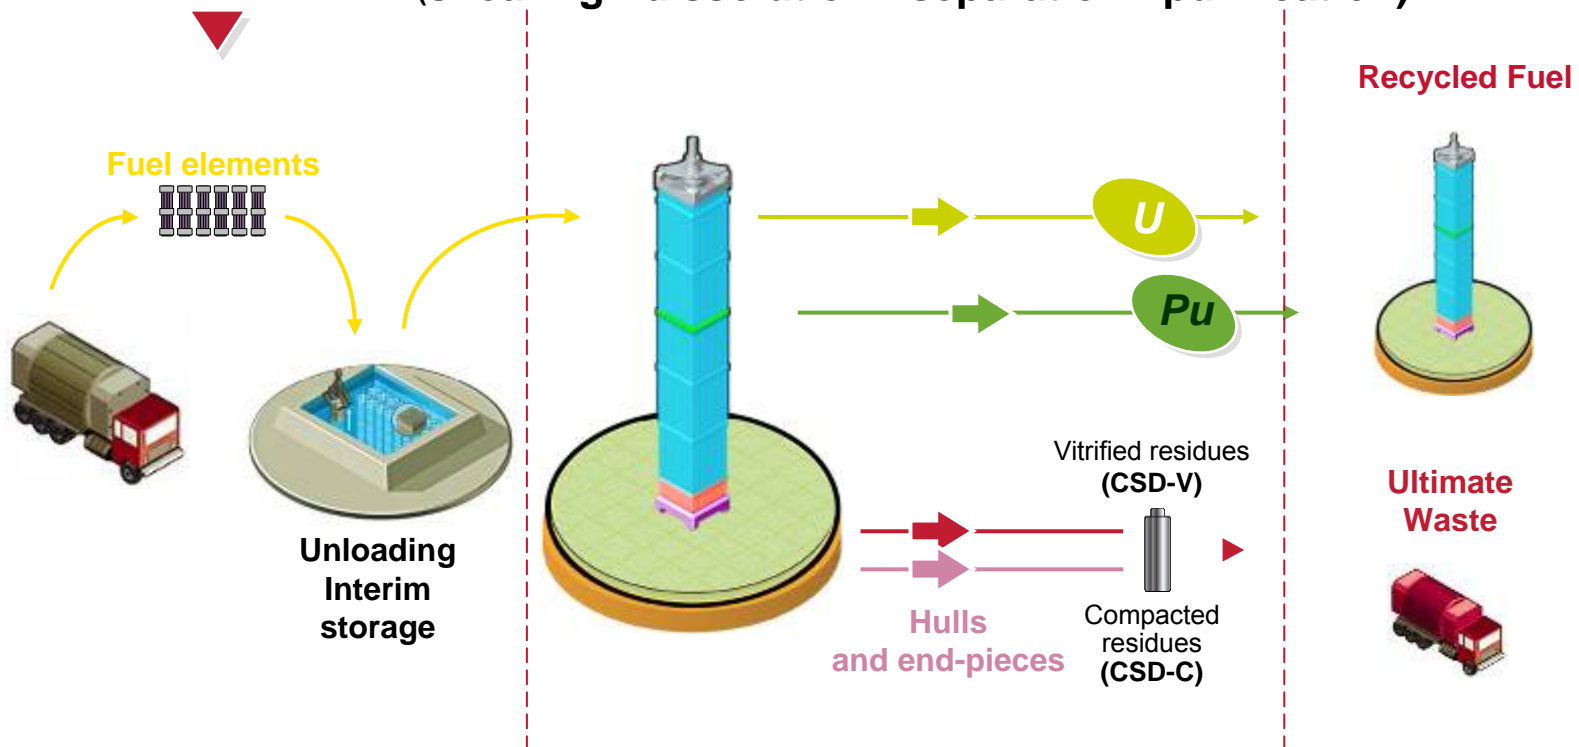 Recycled Fuel
Fuel elements
U
Pu
Vitrified residues
(CSD-V)
Ultimate
Waste
Unloading
Interim
storage
Hulls
and end-pieces
Compacted
residues
(CSD-C)